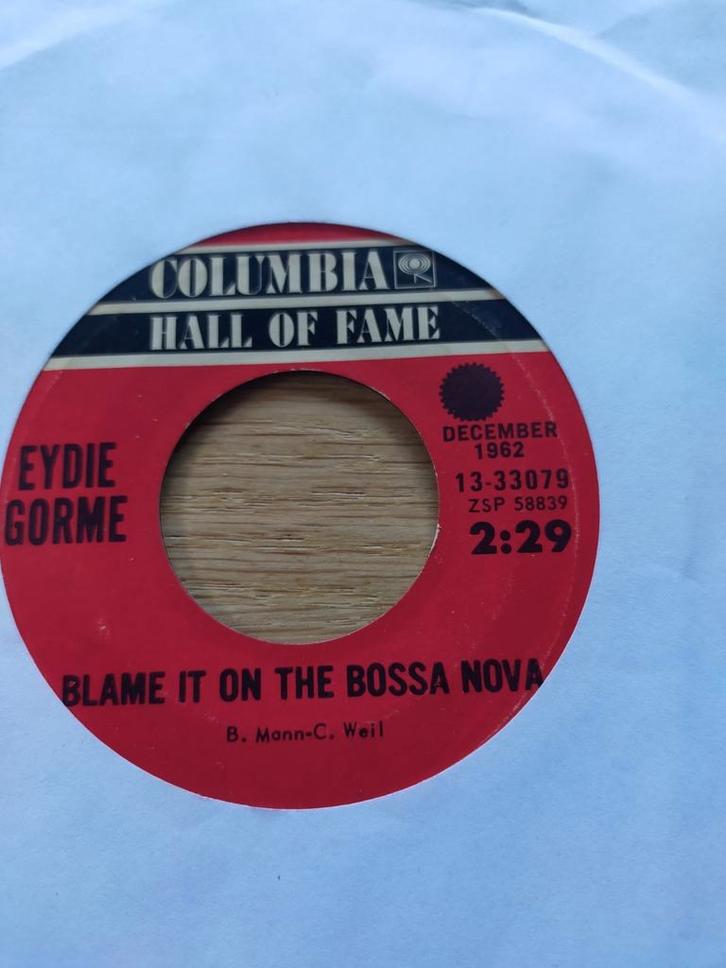 COLUMBIA
HALL OF FAME
EYDIE
GORME
DECEMBER
1962
13-33079
ZSP 58839
2:29
BLAME IT ON THE BOSSA NOVA
B. Mann-C. Weil